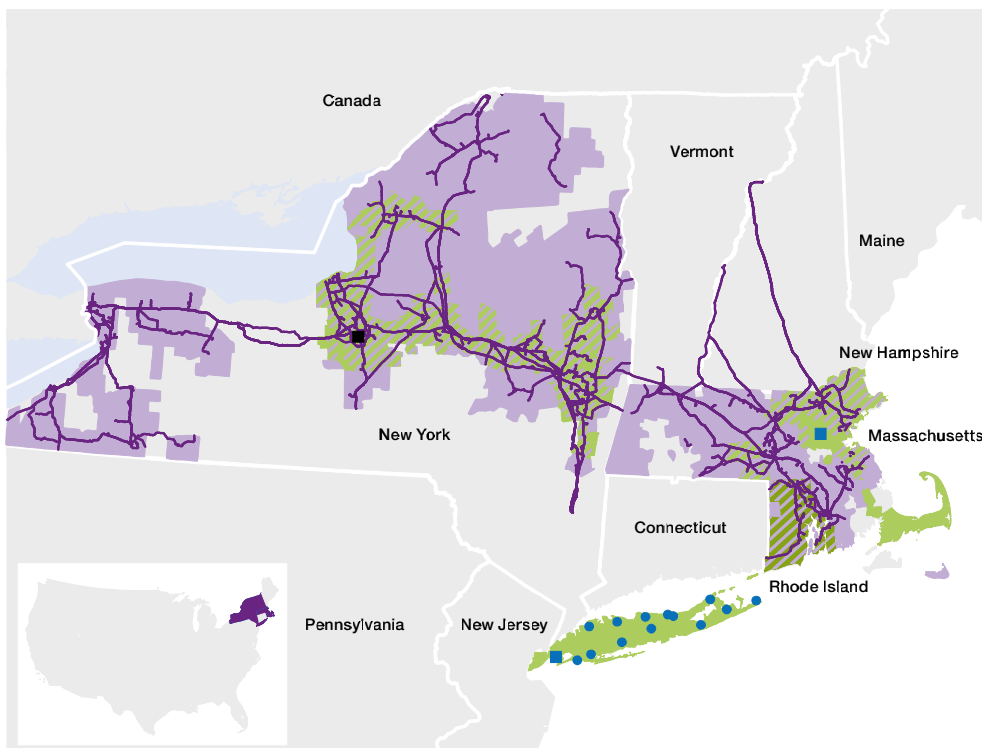 Canada
Vermont
Maine
New Hampshire
New York
Massachusetts
Connecticut
Rhode Island
Pennsylvania
New Jersey